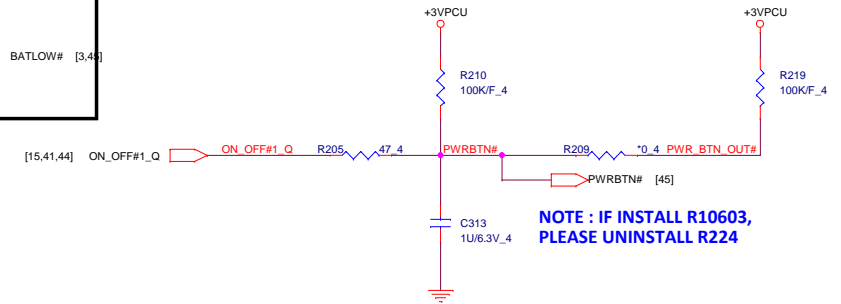 +3VPCU
+3VPCU
BATLOW# [3,45]
R210
100K/F_4
R219
100K/F_4
[15,41,44] ON_OFF#1_Q
ON_OFF#1_Q
R205
47_4
PWRBTN#
R209
*0_4
PWR_BTN_OUT#
PWRBTN# [45]
C313
1U/6.3V_4
NOTE : IF INSTALL R10603,
PLEASE UNINSTALL R224